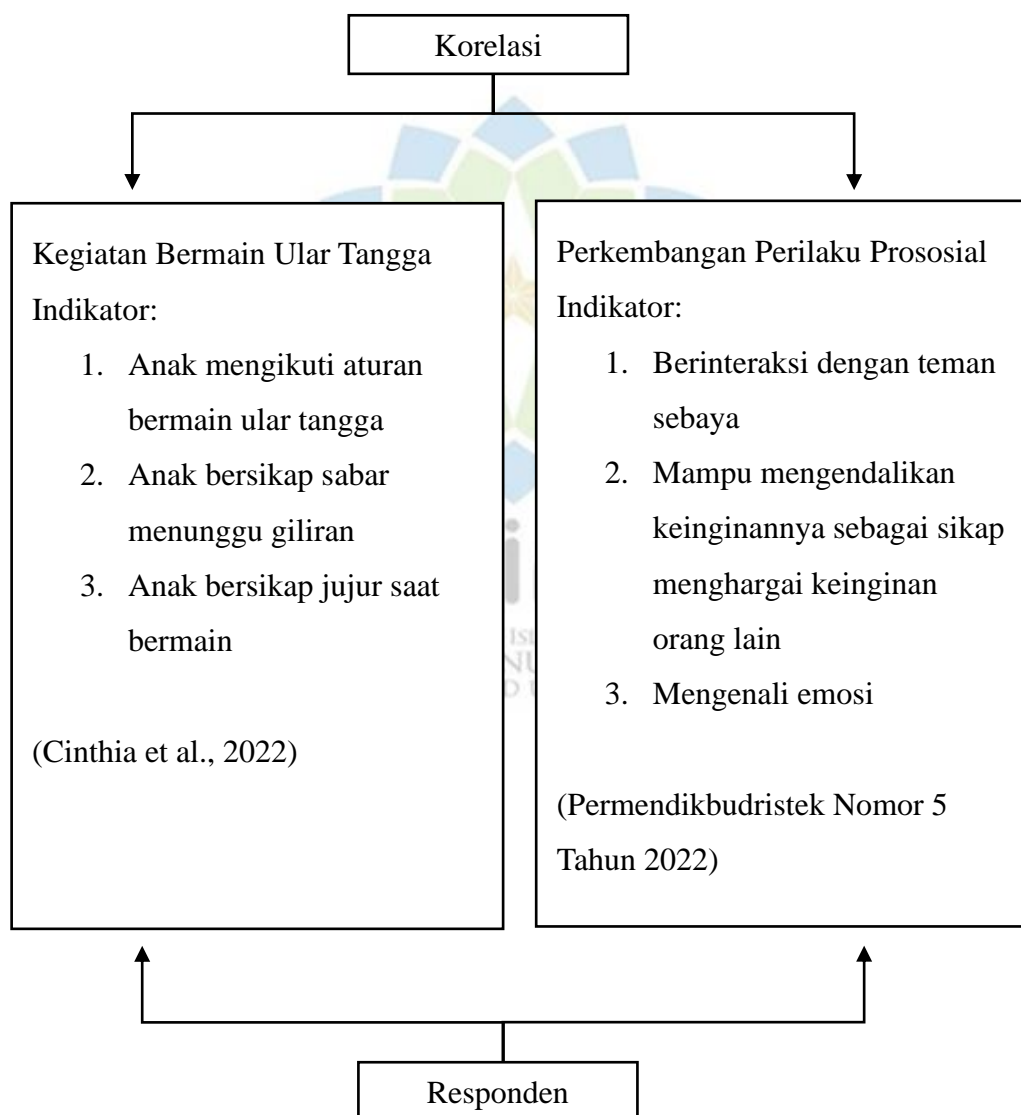 Korelasi
Kegiatan Bermain Ular Tangga
Indikator:
1. Anak mengikuti aturan
bermain ular tangga
2. Anak bersikap sabar
menunggu giliran
3. Anak bersikap jujur saat
bermain
(Cinthia et al., 2022)
Perkembangan Perilaku Prososial
Indikator:
1. Berinteraksi dengan teman
sebaya
2. Mampu mengendalikan
keinginannya sebagai sikap
menghargai keinginan
orang lain
3. Mengenali emosi
(Permendikbudristek Nomor 5
Tahun 2022)
Responden